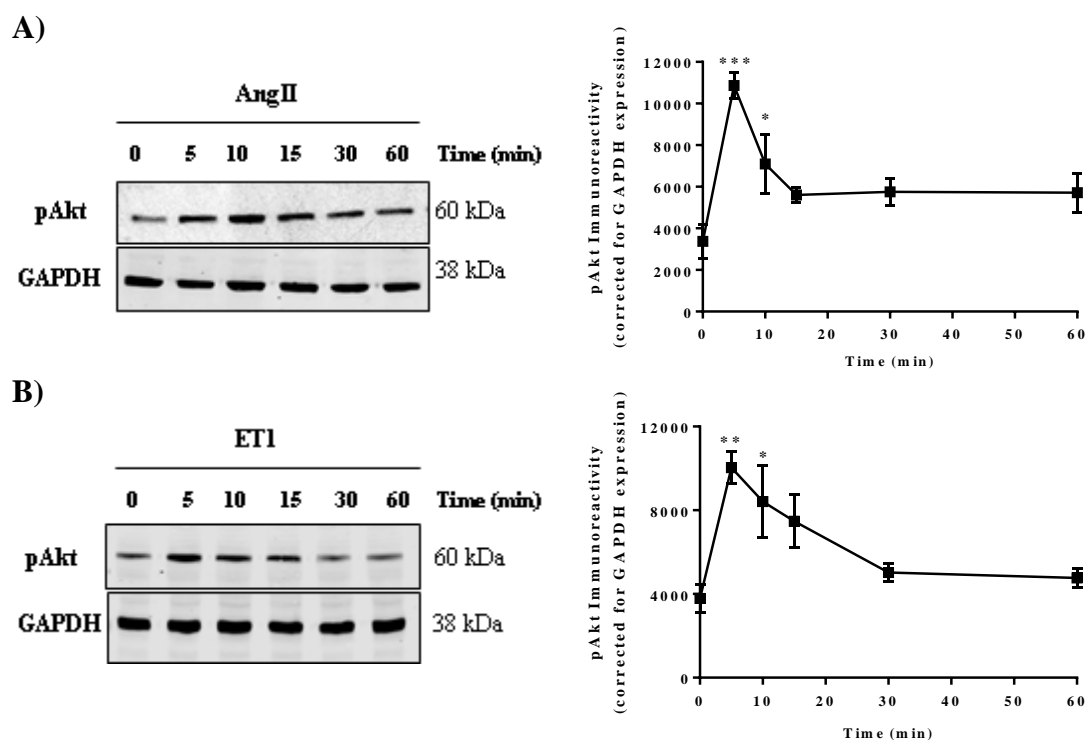 A)
AngII
0 5 10 15 30 60 Time (min)
pAkt
60 kDa
GAPDH
38 kDa
pAkt Immunoreactivity
(corrected for GAPDH expression)
12000
10000
8000
6000
4000
2000
0
***
*
0 10 20 30 40 50 60
Time (min)
B)
ET1
0 5 10 15 30 60 Time (min)
pAkt
60 kDa
GAPDH
38 kDa
pAkt Immunoreactivity
(corrected for GAPDH expression)
12000
8000
4000
0
**
*
0 10 20 30 40 50 60
Time (min)